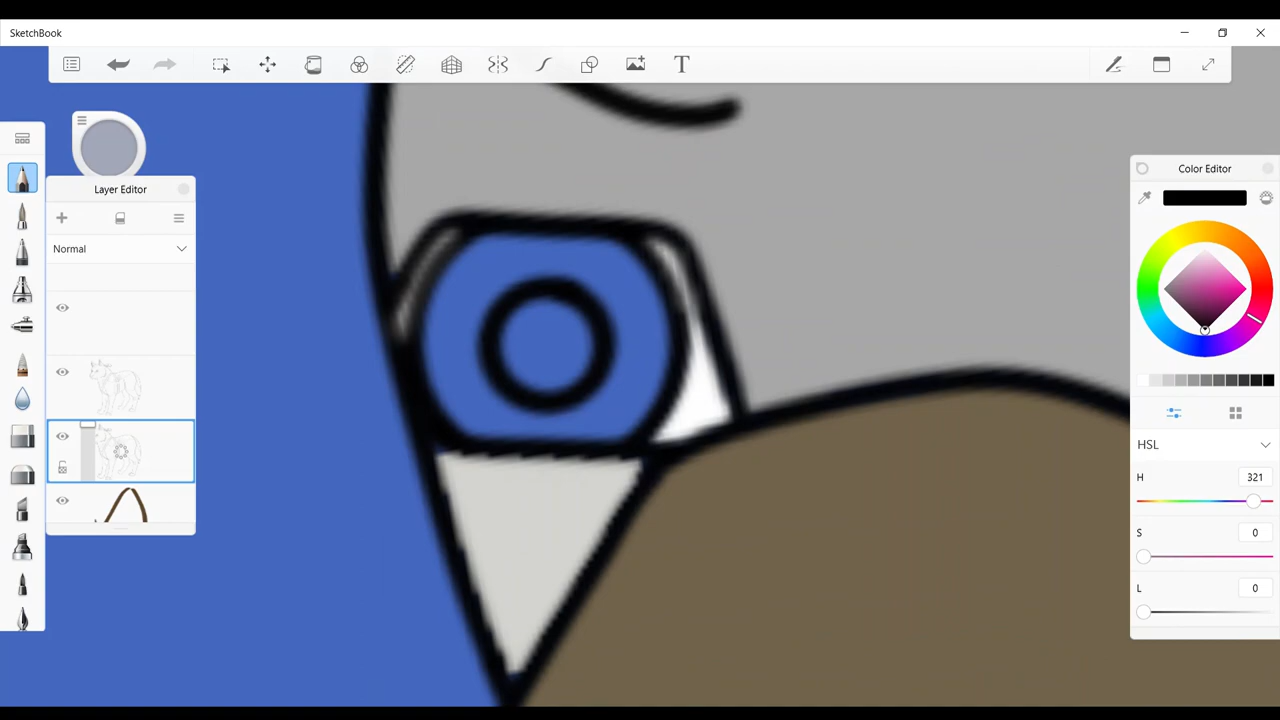 SketchBook
T
Layer Editor
Color Editor
Normal
HSL
H 321
S 0
L 0